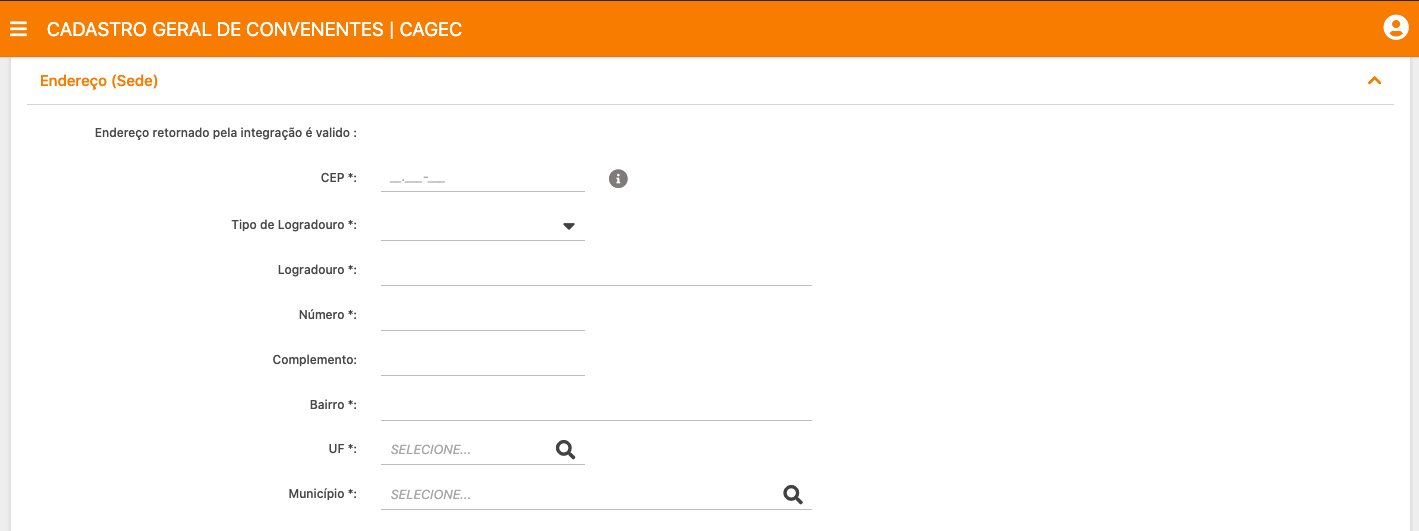 CADASTRO GERAL DE CONVENENTES | CAGEC
Endereço (Sede)
Endereço retornado pela integração é valido :
CEP *: __.___-___
Tipo de Logradouro *:
Logradouro *:
Número *:
Complemento:
Bairro *:
UF *: SELECIONE...
Município *: SELECIONE...